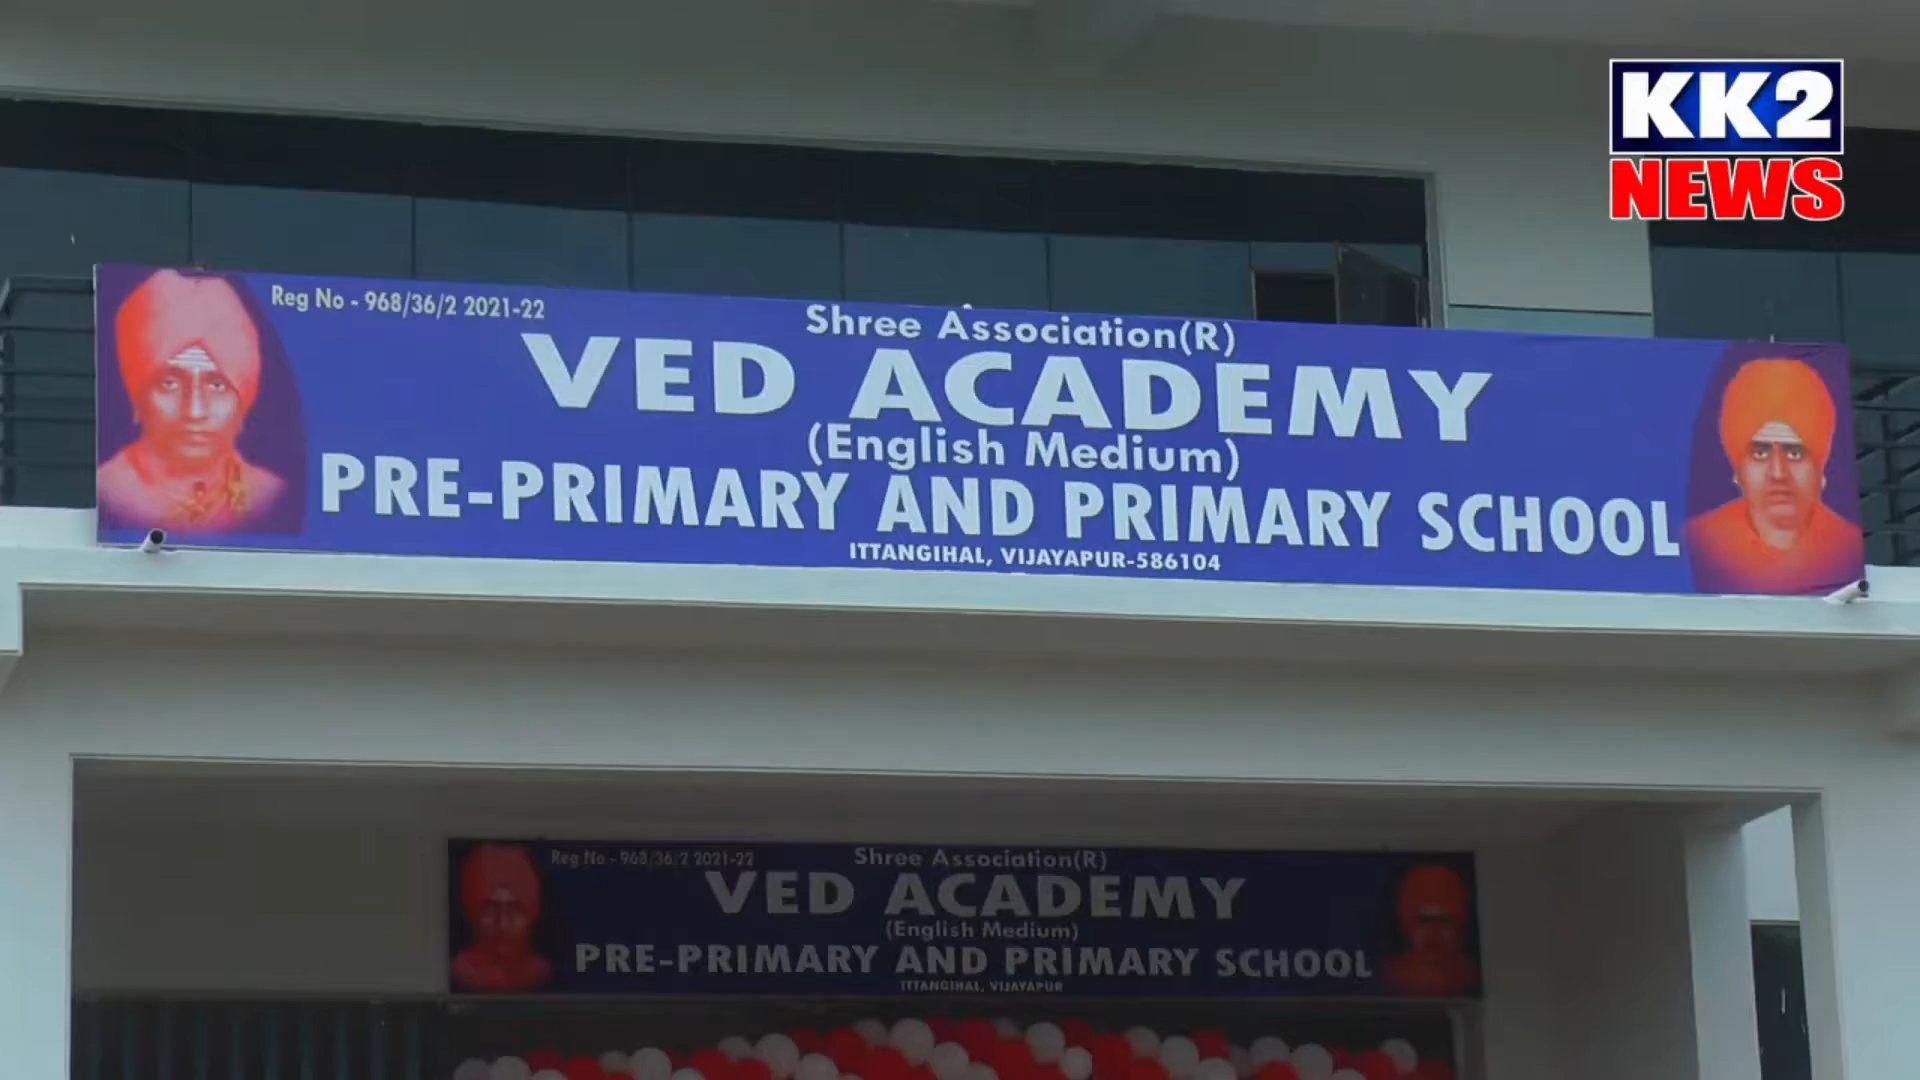 KK2
NEWS
Reg No - 968/36/2 2021-22
Shree Association(R)
VED ACADEMY
(English Medium)
PRE-PRIMARY AND PRIMARY SCHOOL
ITTANGIHAL, VIJAYAPUR-586104
Reg No - 968/36/2 2021-22
Shree Association(R)
VED ACADEMY
(English Medium)
PRE-PRIMARY AND PRIMARY SCHOOL
ITTANGIHAL, VIJAYAPUR